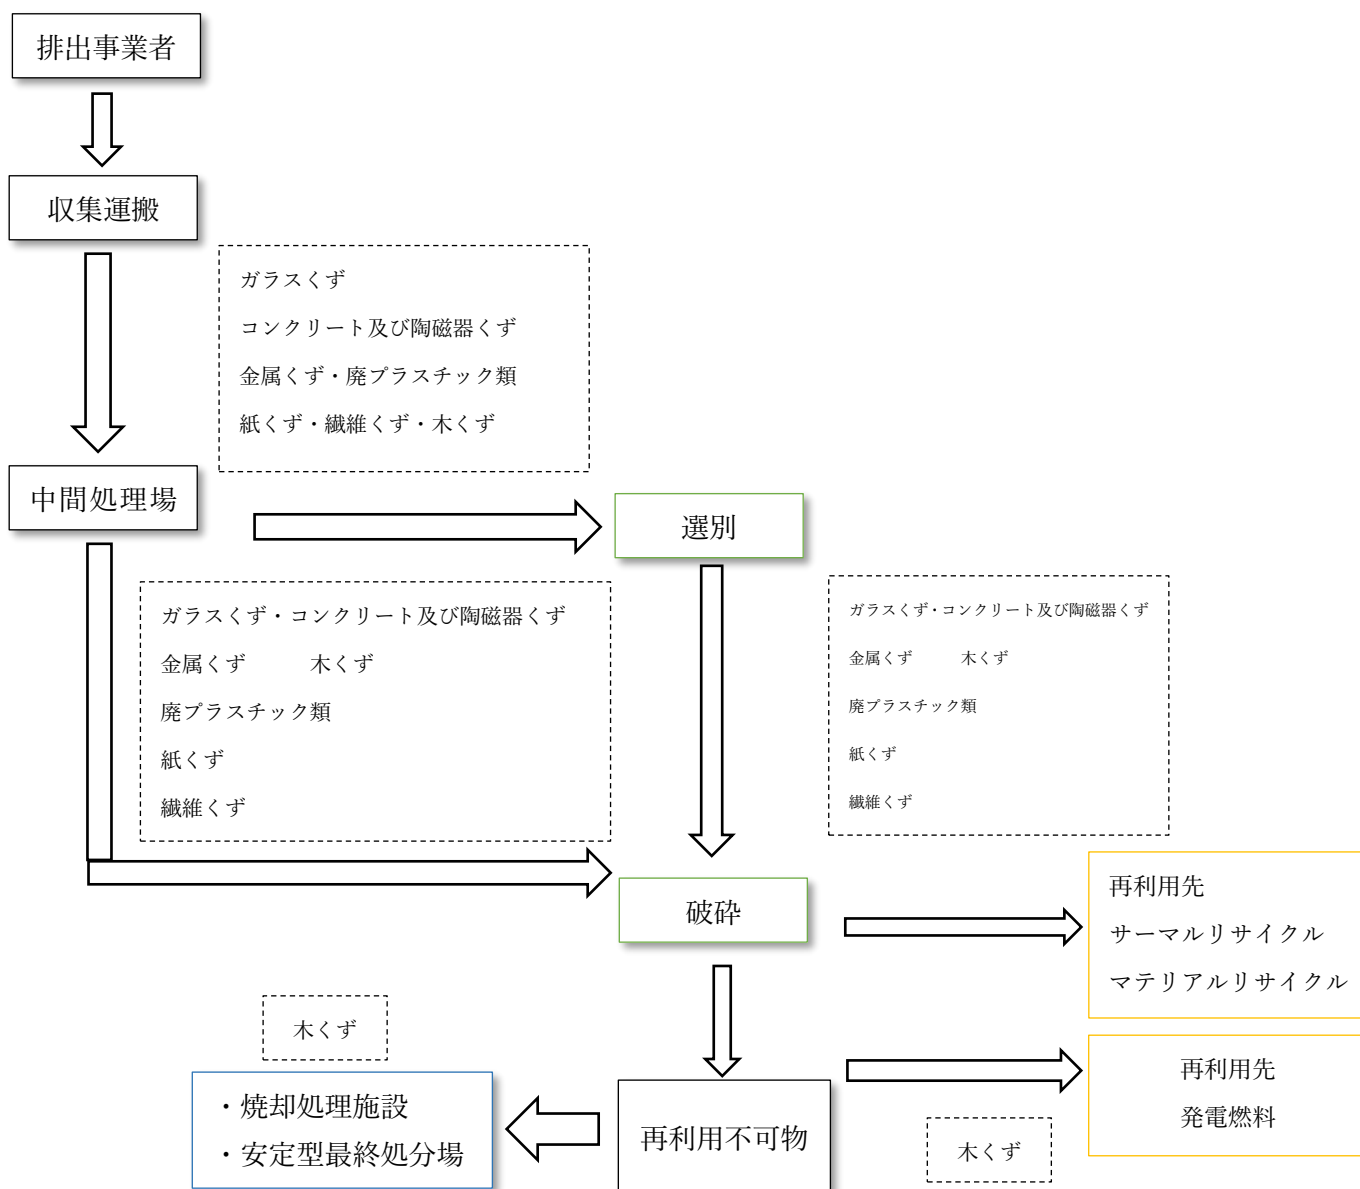 排出事業者
収集運搬
ガラスくず
コンクリート及び陶磁器くず
金属くず・廃プラスチック類
紙くず・繊維くず・木くず
中間処理場
選別
ガラスくず・コンクリート及び陶磁器くず
金属くず　　　木くず
廃プラスチック類
紙くず
繊維くず
ガラスくず・コンクリート及び陶磁器くず
金属くず　　　木くず
廃プラスチック類
紙くず
繊維くず
破砕
再利用先
サーマルリサイクル
マテリアルリサイクル
木くず
・焼却処理施設
・安定型最終処分場
再利用不可物
再利用先
発電燃料
木くず